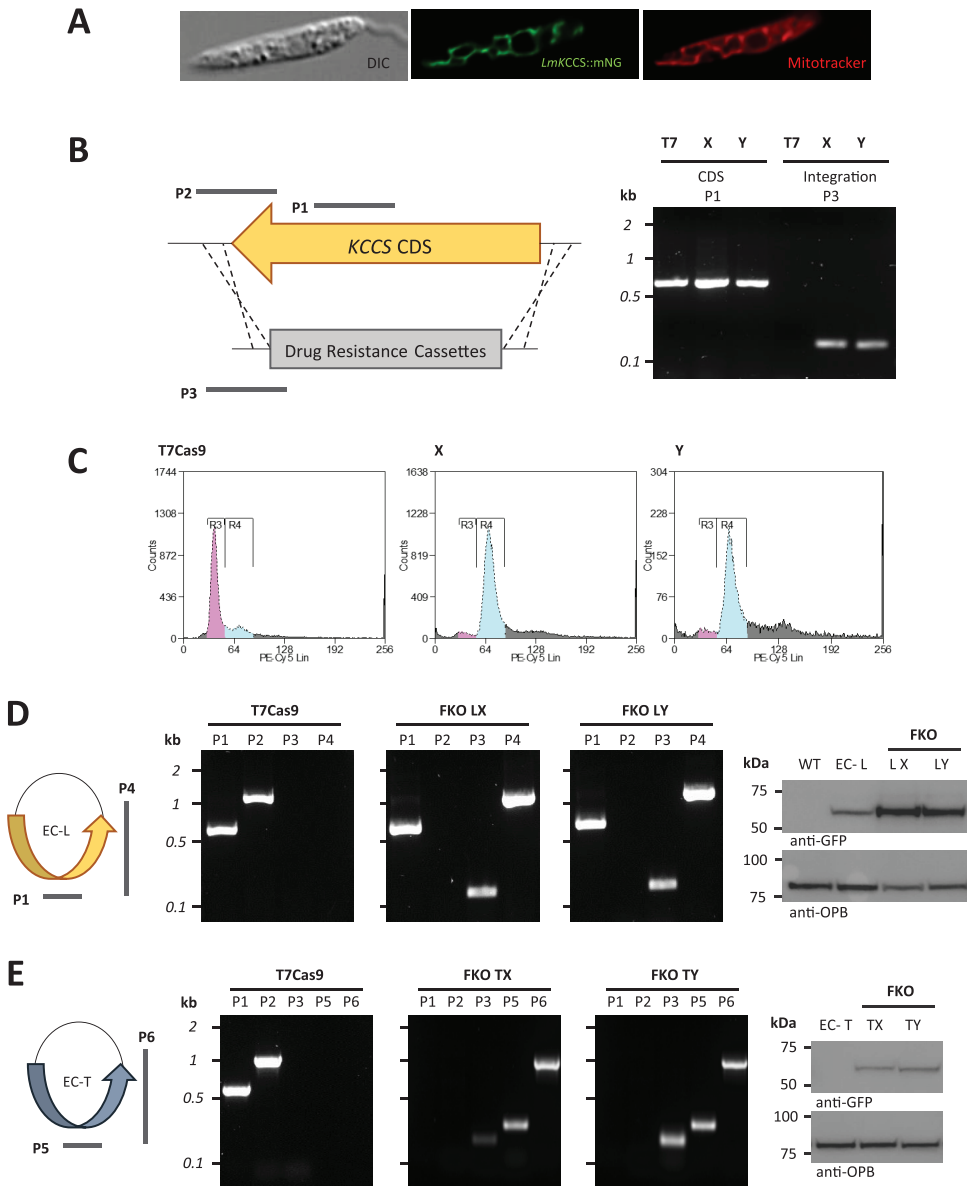 A
DIC
LmKCCS::mNG
Mitotracker
B
P2
P1
KCCS CDS
Drug Resistance Cassettes
P3
T7 X Y T7 X Y
CDS Integration
P1 P3
kb
2
1
0.5
0.1
C
T7Cas9
1744
1308
872
436
0
Counts
R3 R4
0 64 128 192 256
PE-Cy5 Lin
X
1638
1228
819
409
0
Counts
R3 R4
0 64 128 192 256
PE-Cy5 Lin
Y
304
228
152
76
0
Counts
R3 R4
0 64 128 192 256
PE-Cy5 Lin
D
EC-L
P4
P1
T7Cas9 FKO LX FKO LY
kb P1 P2 P3 P4 P1 P2 P3 P4 P1 P2 P3 P4
2
1
0.5
0.1
FKO
kDa WT EC- L L X LY
75
50
anti-GFP
100
75
anti-OPB
E
EC-T
P6
P5
T7Cas9 FKO TX FKO TY
kb P1 P2 P3 P5 P6 P1 P2 P3 P5 P6 P1 P2 P3 P5 P6
2
1
0.5
0.1
FKO
kDa EC- T TX TY
75
50
anti-GFP
100
75
anti-OPB